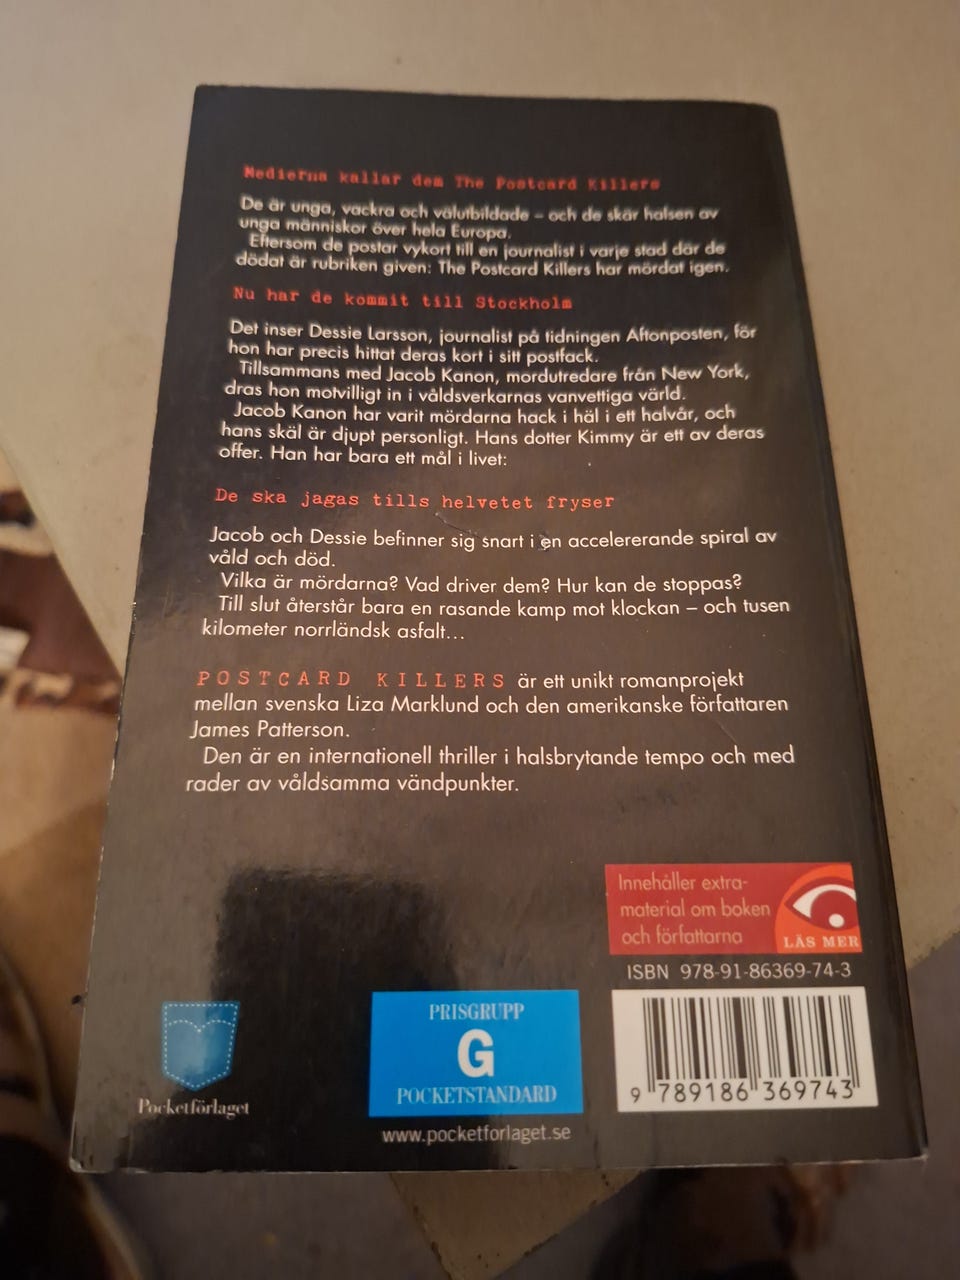 Medierna kallar dem The Postcard Killers
De är unga, vackra och välutbildade – och de skär halsen av
unga människor över hela Europa.
Eftersom de postar vykort till en journalist i varje stad där de
dödat är rubriken given: The Postcard Killers har mördat igen.
Nu har de kommit till Stockholm
Det inser Dessie Larsson, journalist på tidningen Aftonposten, för
hon har precis hittat deras kort i sitt postfack.
Tillsammans med Jacob Kanon, mordutredare från New York,
dras hon motvilligt in i våldsverkarnas vanvettiga värld.
Jacob Kanon har varit mördarna hack i häl i ett halvår, och
hans skäl är djupt personligt. Hans dotter Kimmy är ett av deras
offer. Han har bara ett mål i livet:
De ska jagas tills helvetet fryser
Jacob och Dessie befinner sig snart i en accelererande spiral av
våld och död.
Vilka är mördarna? Vad driver dem? Hur kan de stoppas?
Till slut återstår bara en rasande kamp mot klockan – och tusen
kilometer norrländsk asfalt...
POSTCARD KILLERS är ett unikt romanprojekt
mellan svenska Liza Marklund och den amerikanske författaren
James Patterson.
Den är en internationell thriller i halsbrytande tempo och med
rader av våldsamma vändpunkter.
Innehåller extra-
material om boken
och författarna
LÄS MER
ISBN 978-91-86369-74-3
9 789186 369743
PRISGRUPP
G
POCKETSTANDARD
www.pocketforlaget.se
Pocketförlaget